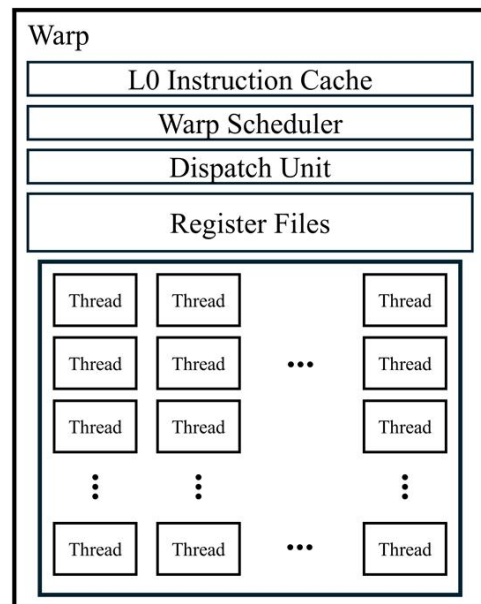 Warp
L0 Instruction Cache
Warp Scheduler
Dispatch Unit
Register Files
Thread Thread Thread
Thread Thread ... Thread
Thread Thread Thread
Thread Thread ... Thread